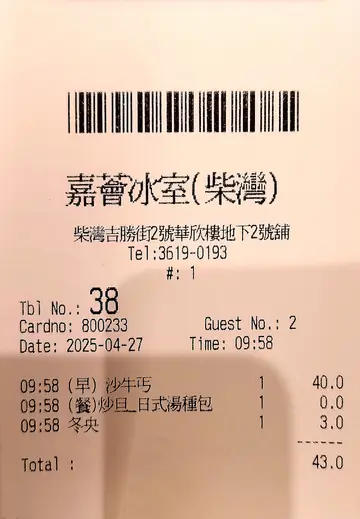 嘉薈冰室(柴灣)
柴灣吉勝街2號華欣樓地下2號舖
Tel:3619-0193
#: 1
Tbl No.: 38
Cardno: 800233 Guest No.: 2
Date: 2025-04-27 Time: 09:58
09:58 (早) 沙牛丐 1 40.0
09:58 (餐)炒旦_日式湯種包 1 0.0
09:58 冬央 1 3.0
Total : 43.0